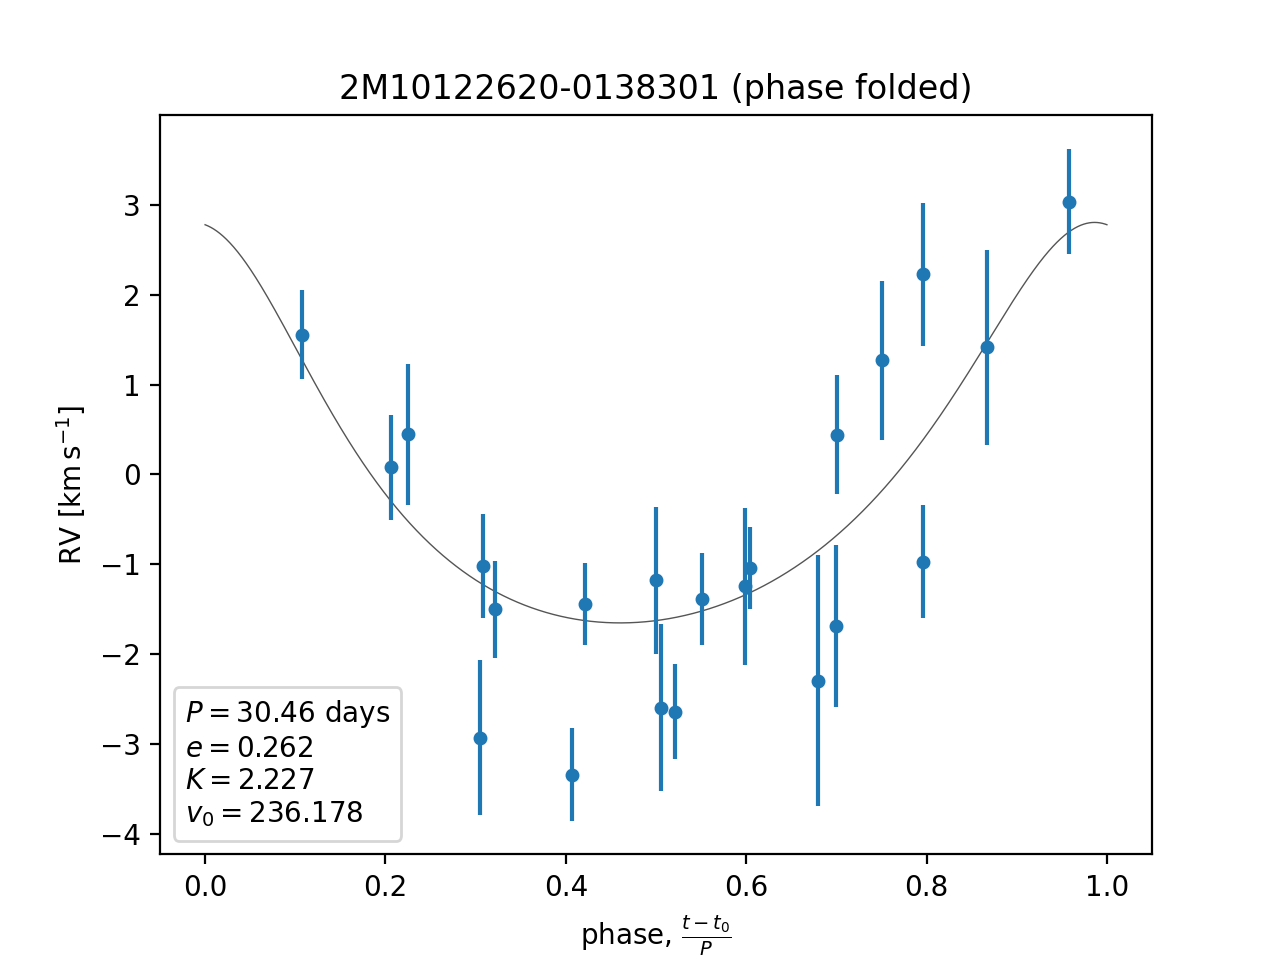 2M10122620-0138301 (phase folded)
RV [km s⁻¹]
3
2
1
0
−1
−2
−3
−4
P = 30.46 days
e = 0.262
K = 2.227
v₀ = 236.178
0.0 0.2 0.4 0.6 0.8 1.0
phase, (t − t₀)/P